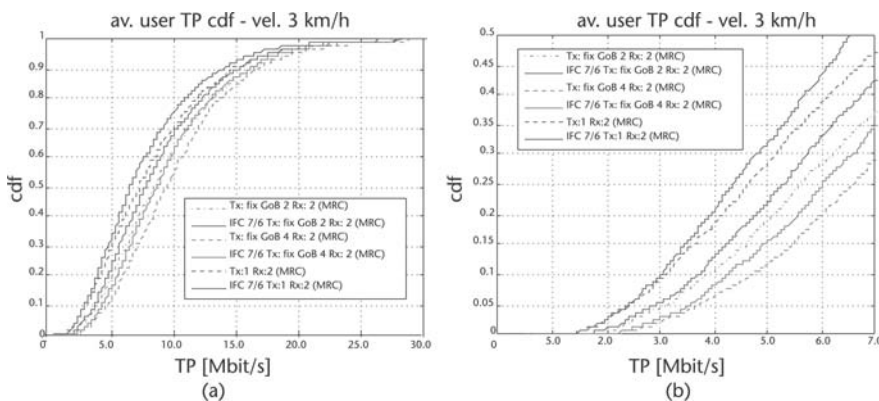 av. user TP cdf - vel. 3 km/h
1
0.9
0.8
0.7
0.6
0.5
0.4
0.3
0.2
0.1
0
cdf
Tx: fix GoB 2 Rx: 2 (MRC)
IFC 7/6 Tx: fix GoB 2 Rx: 2 (MRC)
Tx: fix GoB 4 Rx: 2 (MRC)
IFC 7/6 Tx: fix GoB 4 Rx: 2 (MRC)
Tx:1 Rx:2 (MRC)
IFC 7/6 Tx:1 Rx:2 (MRC)
0 5.0 10.0 15.0 20.0 25.0 30.0
TP [Mbit/s]
(a)
av. user TP cdf - vel. 3 km/h
0.5
0.45
0.4
0.35
0.3
0.25
0.2
0.15
0.1
0.05
0
cdf
Tx: fix GoB 2 Rx: 2 (MRC)
IFC 7/6 Tx: fix GoB 2 Rx: 2 (MRC)
Tx: fix GoB 4 Rx: 2 (MRC)
IFC 7/6 Tx: fix GoB 4 Rx: 2 (MRC)
Tx:1 Rx:2 (MRC)
IFC 7/6 Tx:1 Rx:2 (MRC)
0 5.0 2.0 3.0 4.0 5.0 6.0 7.0
TP [Mbit/s]
(b)